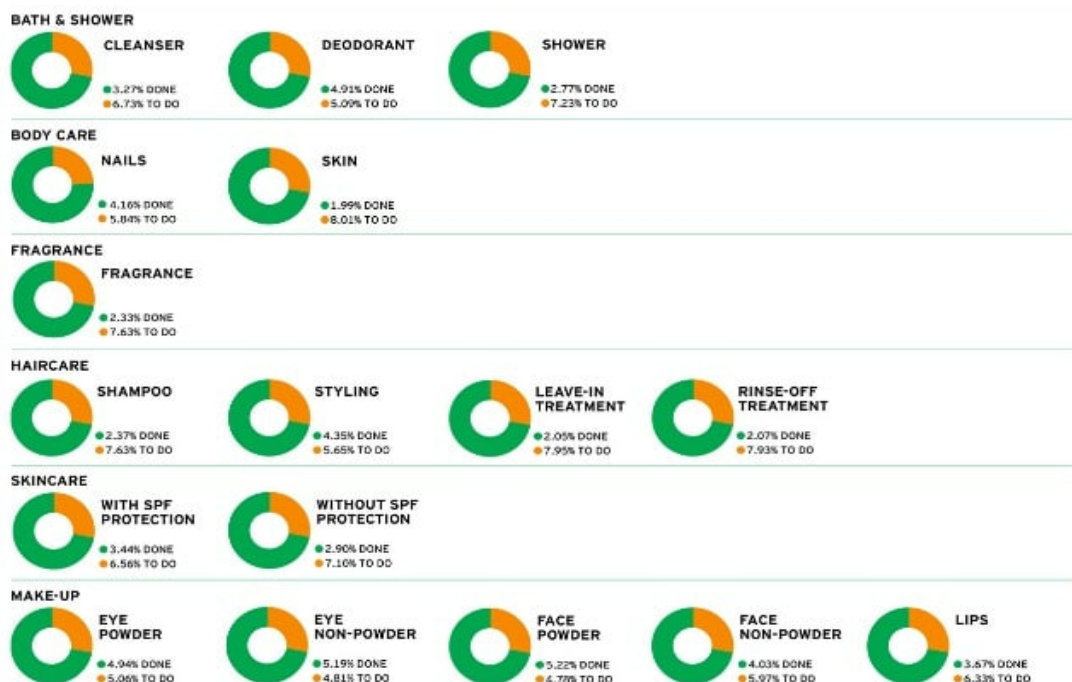 BATH & SHOWER
CLEANSER
3.27% DONE
6.73% TO DO
DEODORANT
4.91% DONE
5.09% TO DO
SHOWER
2.77% DONE
7.23% TO DO
BODY CARE
NAILS
4.16% DONE
5.84% TO DO
SKIN
1.99% DONE
8.01% TO DO
FRAGRANCE
FRAGRANCE
2.33% DONE
7.63% TO DO
HAIRCARE
SHAMPOO
2.37% DONE
7.63% TO DO
STYLING
4.35% DONE
5.65% TO DO
LEAVE-IN
TREATMENT
2.05% DONE
7.95% TO DO
RINSE-OFF
TREATMENT
2.07% DONE
7.93% TO DO
SKINCARE
WITH SPF
PROTECTION
3.44% DONE
6.56% TO DO
WITHOUT SPF
PROTECTION
2.90% DONE
7.10% TO DO
MAKE-UP
EYE
POWDER
4.94% DONE
5.06% TO DO
EYE
NON-POWDER
5.19% DONE
4.81% TO DO
FACE
POWDER
5.22% DONE
4.78% TO DO
FACE
NON-POWDER
4.03% DONE
5.97% TO DO
LIPS
3.67% DONE
6.33% TO DO